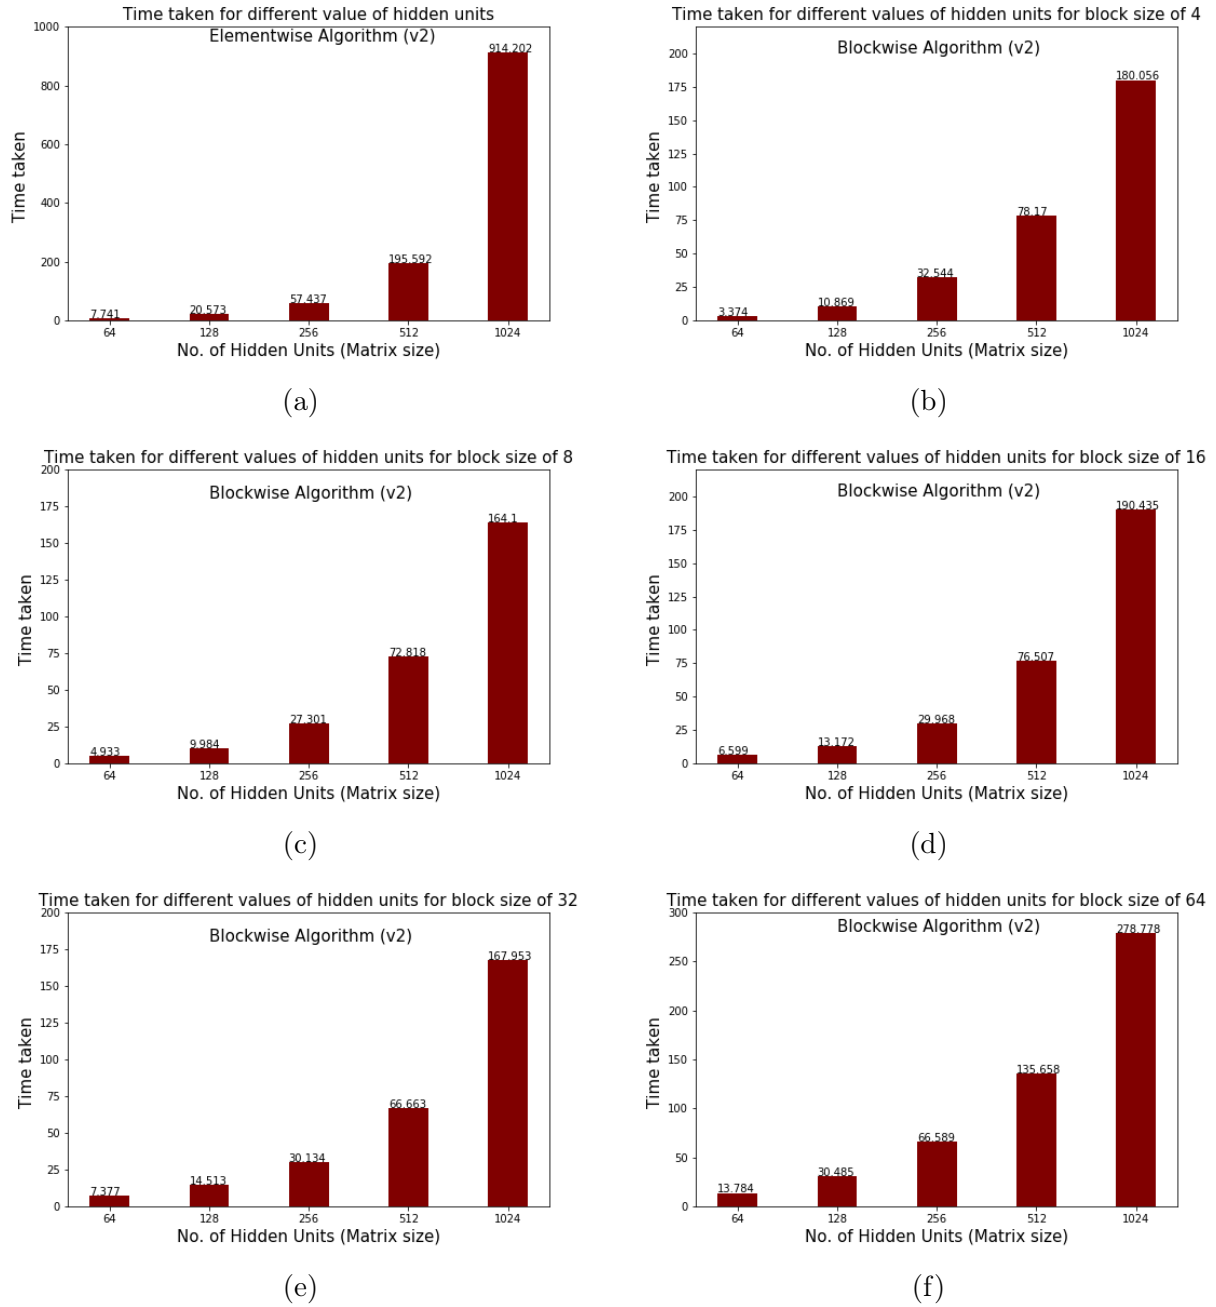 Time taken for different value of hidden units
Elementwise Algorithm (v2)
1000
800
600
400
200
0
Time taken
7.741
20.573
57.437
195.592
914.202
64 128 256 512 1024
No. of Hidden Units (Matrix size)
(a)
Time taken for different values of hidden units for block size of 4
Blockwise Algorithm (v2)
200
175
150
125
100
75
50
25
0
Time taken
3.374
10.869
32.544
78.17
180.056
64 128 256 512 1024
No. of Hidden Units (Matrix size)
(b)
Time taken for different values of hidden units for block size of 8
Blockwise Algorithm (v2)
200
175
150
125
100
75
50
25
0
Time taken
4.933
9.984
27.301
72.818
164.1
64 128 256 512 1024
No. of Hidden Units (Matrix size)
(c)
Time taken for different values of hidden units for block size of 16
Blockwise Algorithm (v2)
200
175
150
125
100
75
50
25
0
Time taken
6.599
13.172
29.968
76.507
190.435
64 128 256 512 1024
No. of Hidden Units (Matrix size)
(d)
Time taken for different values of hidden units for block size of 32
Blockwise Algorithm (v2)
200
175
150
125
100
75
50
25
0
Time taken
7.377
14.513
30.134
66.663
167.953
64 128 256 512 1024
No. of Hidden Units (Matrix size)
(e)
Time taken for different values of hidden units for block size of 64
Blockwise Algorithm (v2)
300
250
200
150
100
50
0
Time taken
13.784
30.485
66.589
135.658
278.778
64 128 256 512 1024
No. of Hidden Units (Matrix size)
(f)